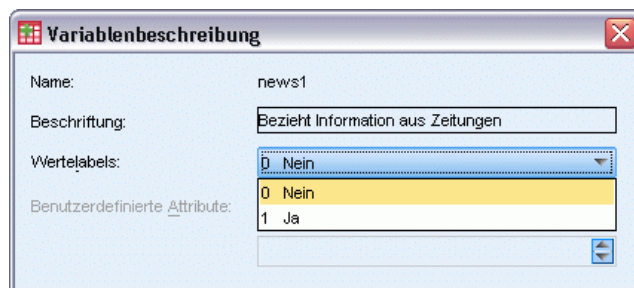 Variablenbeschreibung
Name: news1
Beschriftung: Bezieht Information aus Zeitungen
Wertelabels: 0 Nein
0 Nein
Benutzerdefinierte Attribute:
1 Ja